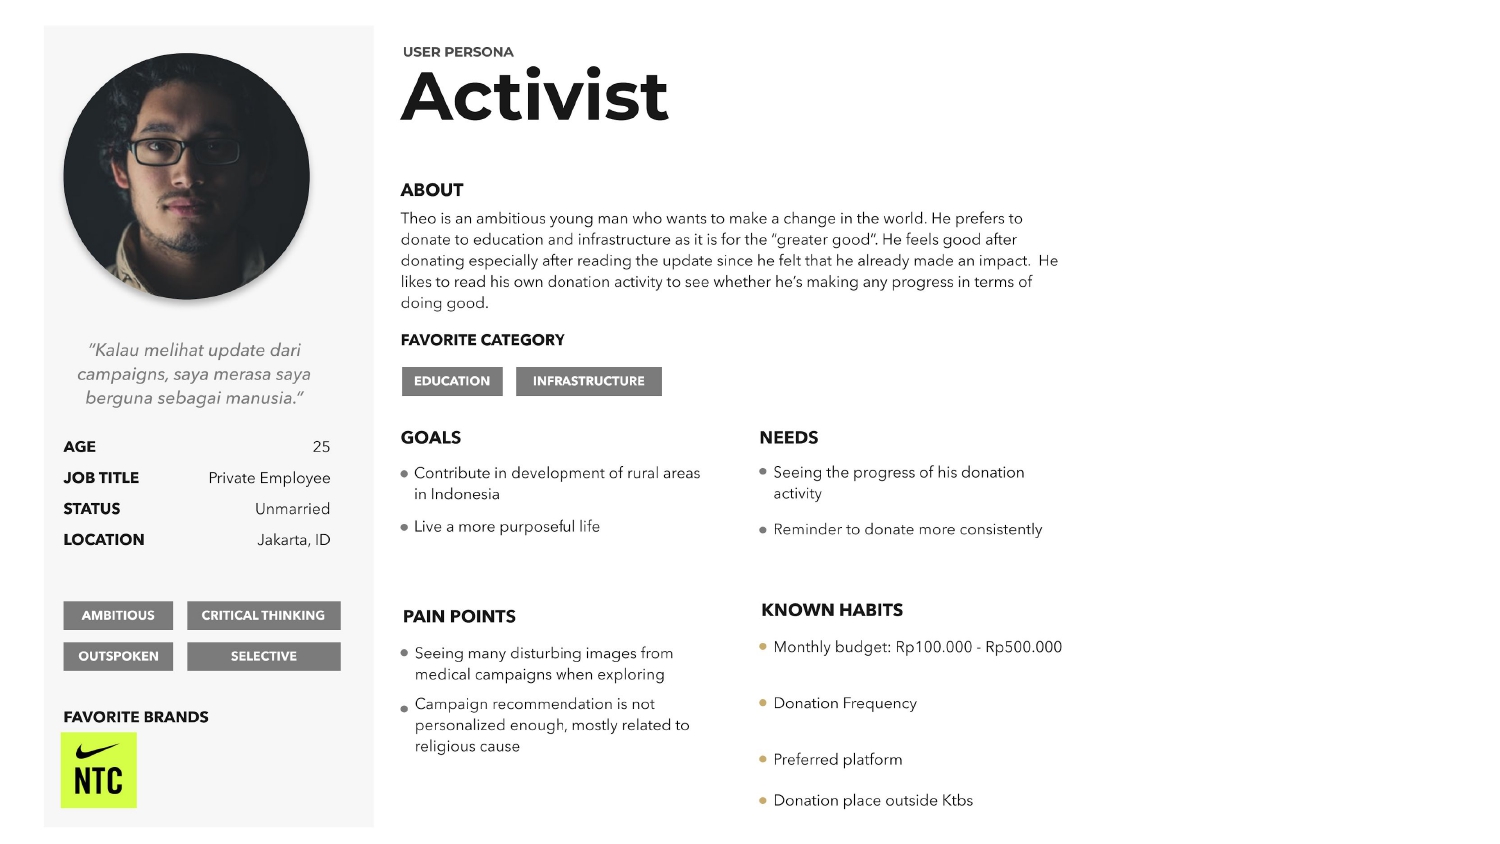 USER PERSONA
Activist
“Kalau melihat update dari
campaigns, saya merasa saya
berguna sebagai manusia.”
AGE 25
JOB TITLE Private Employee
STATUS Unmarried
LOCATION Jakarta, ID
AMBITIOUS CRITICAL THINKING
OUTSPOKEN SELECTIVE
FAVORITE BRANDS
NTC
ABOUT
Theo is an ambitious young man who wants to make a change in the world. He prefers to
donate to education and infrastructure as it is for the “greater good”. He feels good after
donating especially after reading the update since he felt that he already made an impact.  He
likes to read his own donation activity to see whether he’s making any progress in terms of
doing good.
FAVORITE CATEGORY
EDUCATION INFRASTRUCTURE
GOALS
Contribute in development of rural areas
in Indonesia
Live a more purposeful life
NEEDS
Seeing the progress of his donation
activity
Reminder to donate more consistently
PAIN POINTS
Seeing many disturbing images from
medical campaigns when exploring
Campaign recommendation is not
personalized enough, mostly related to
religious cause
KNOWN HABITS
Monthly budget: Rp100.000 - Rp500.000
Donation Frequency
Preferred platform
Donation place outside Ktbs